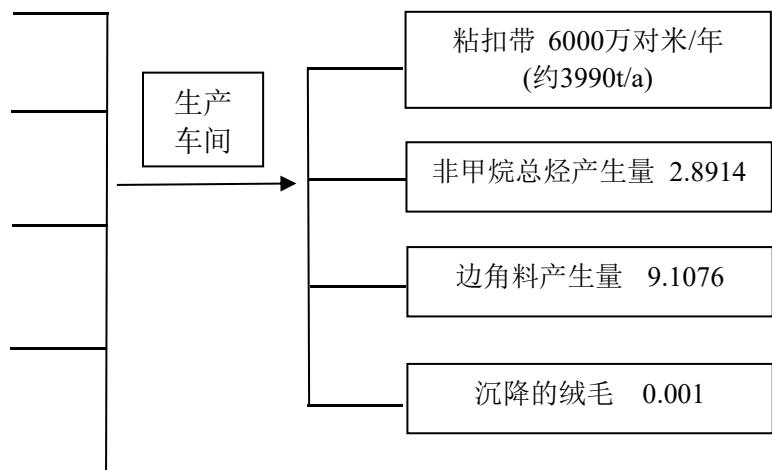 粘扣带 6000万对米/年
(约3990t/a)
生产
车间
非甲烷总烃产生量 2.8914
边角料产生量 9.1076
沉降的绒毛 0.001